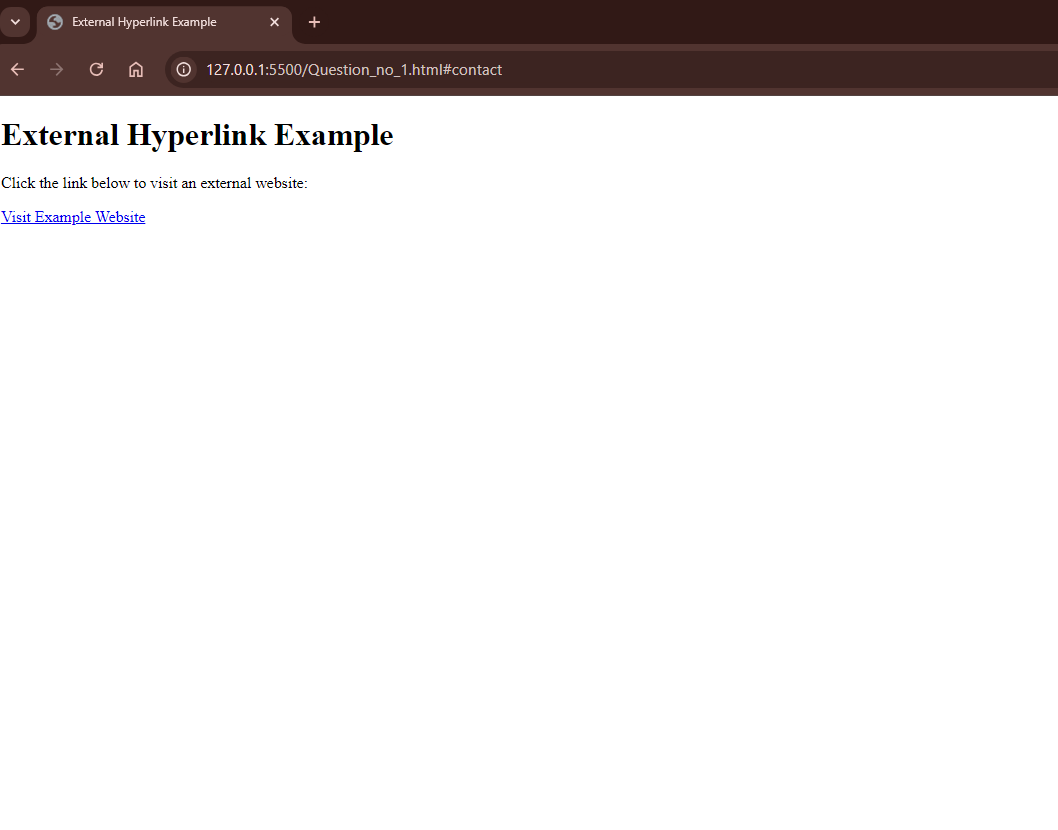 External Hyperlink Example
127.0.0.1:5500/Question_no_1.html#contact
External Hyperlink Example
Click the link below to visit an external website:
Visit Example Website